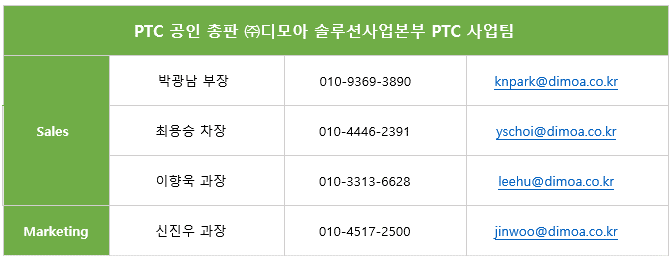 PTC 공인 총판 ㈜디모아 솔루션사업본부 PTC 사업팀
Sales
박광남 부장 010-9369-3890 knpark@dimoa.co.kr
최용승 차장 010-4446-2391 yschoi@dimoa.co.kr
이향욱 과장 010-3313-6628 leehu@dimoa.co.kr
Marketing 신진우 과장 010-4517-2500 jinwoo@dimoa.co.kr